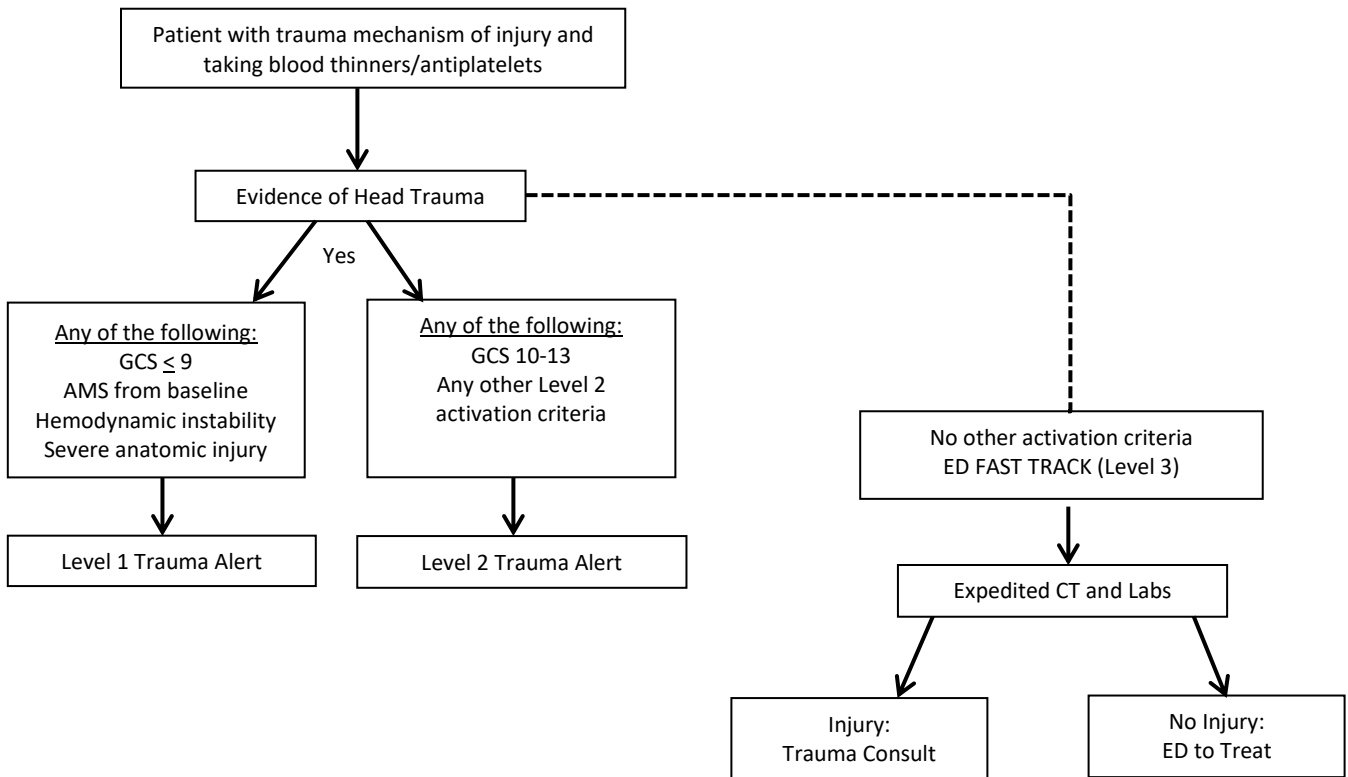 Patient with trauma mechanism of injury and
taking blood thinners/antiplatelets
Evidence of Head Trauma
Yes
Any of the following:
GCS ≤ 9
AMS from baseline
Hemodynamic instability
Severe anatomic injury
Any of the following:
GCS 10-13
Any other Level 2
activation criteria
Level 1 Trauma Alert
Level 2 Trauma Alert
No other activation criteria
ED FAST TRACK (Level 3)
Expedited CT and Labs
Injury:
Trauma Consult
No Injury:
ED to Treat